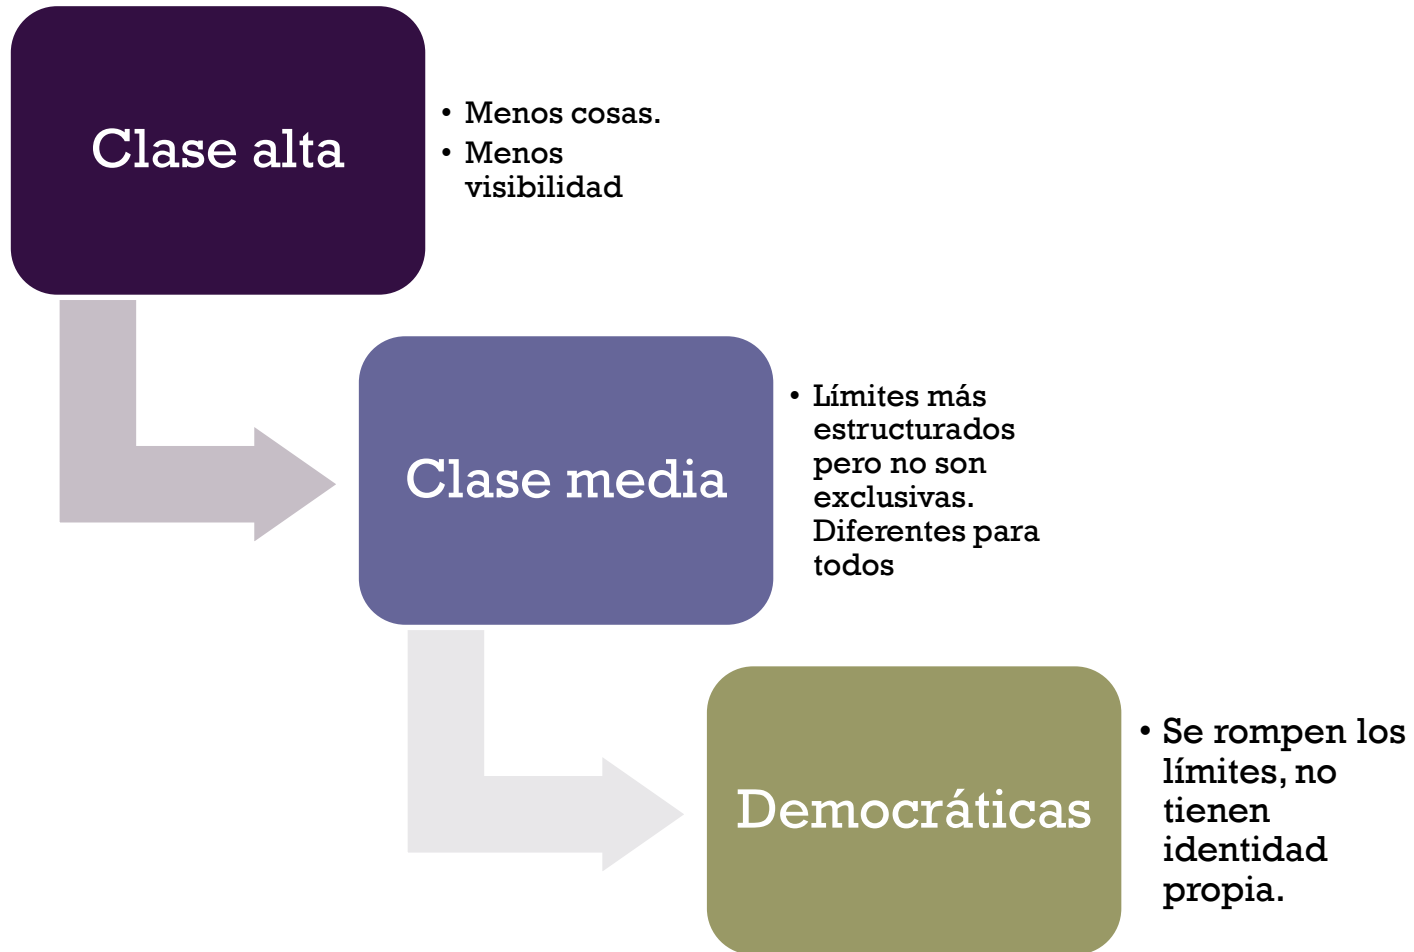 Clase alta
• Menos cosas.
• Menos
visibilidad
Clase media
• Límites más
estructurados
pero no son
exclusivas.
Diferentes para
todos
Democráticas
• Se rompen los
límites, no
tienen
identidad
propia.